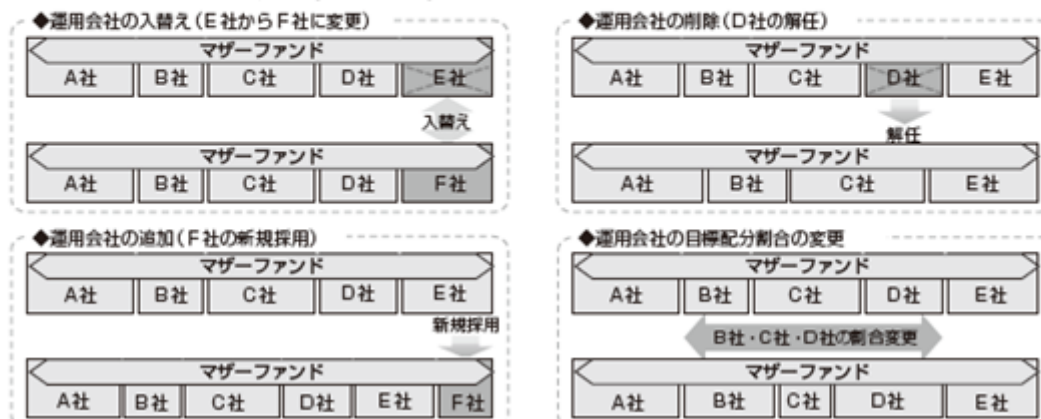 ◆運用会社の入替え(E社からF社に変更)
マザーファンド
A社 B社 C社 D社 E社
入替え
マザーファンド
A社 B社 C社 D社 F社
◆運用会社の削除(D社の解任)
マザーファンド
A社 B社 C社 D社 E社
解任
マザーファンド
A社 B社 C社 E社
◆運用会社の追加(F社の新規採用)
マザーファンド
A社 B社 C社 D社 E社
新規採用
マザーファンド
A社 B社 C社 D社 E社 F社
◆運用会社の目標配分割合の変更
マザーファンド
A社 B社 C社 D社 E社
B社・C社・D社の割合変更
マザーファンド
A社 B社 C社 D社 E社